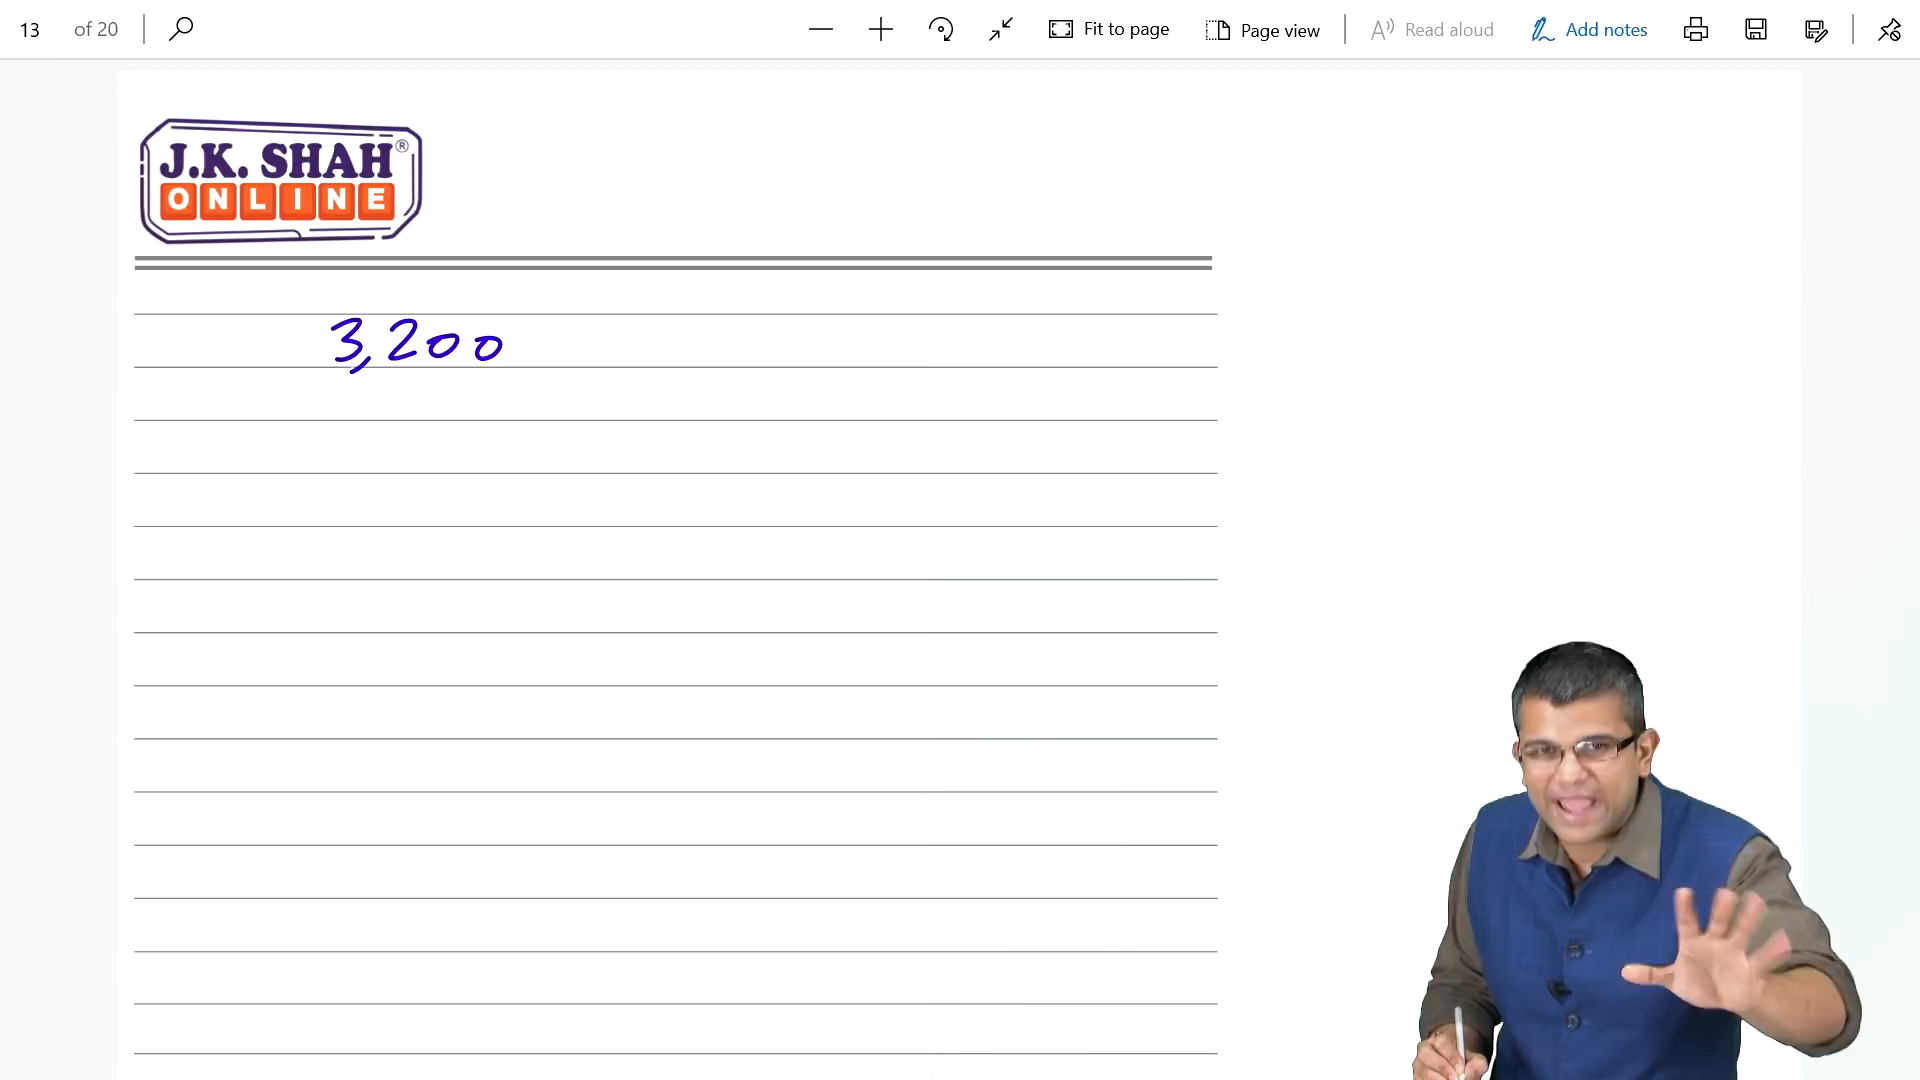 13 of 20 Fit to page Page view Read aloud Add notes
J.K. SHAH ®
ONLINE
3,200